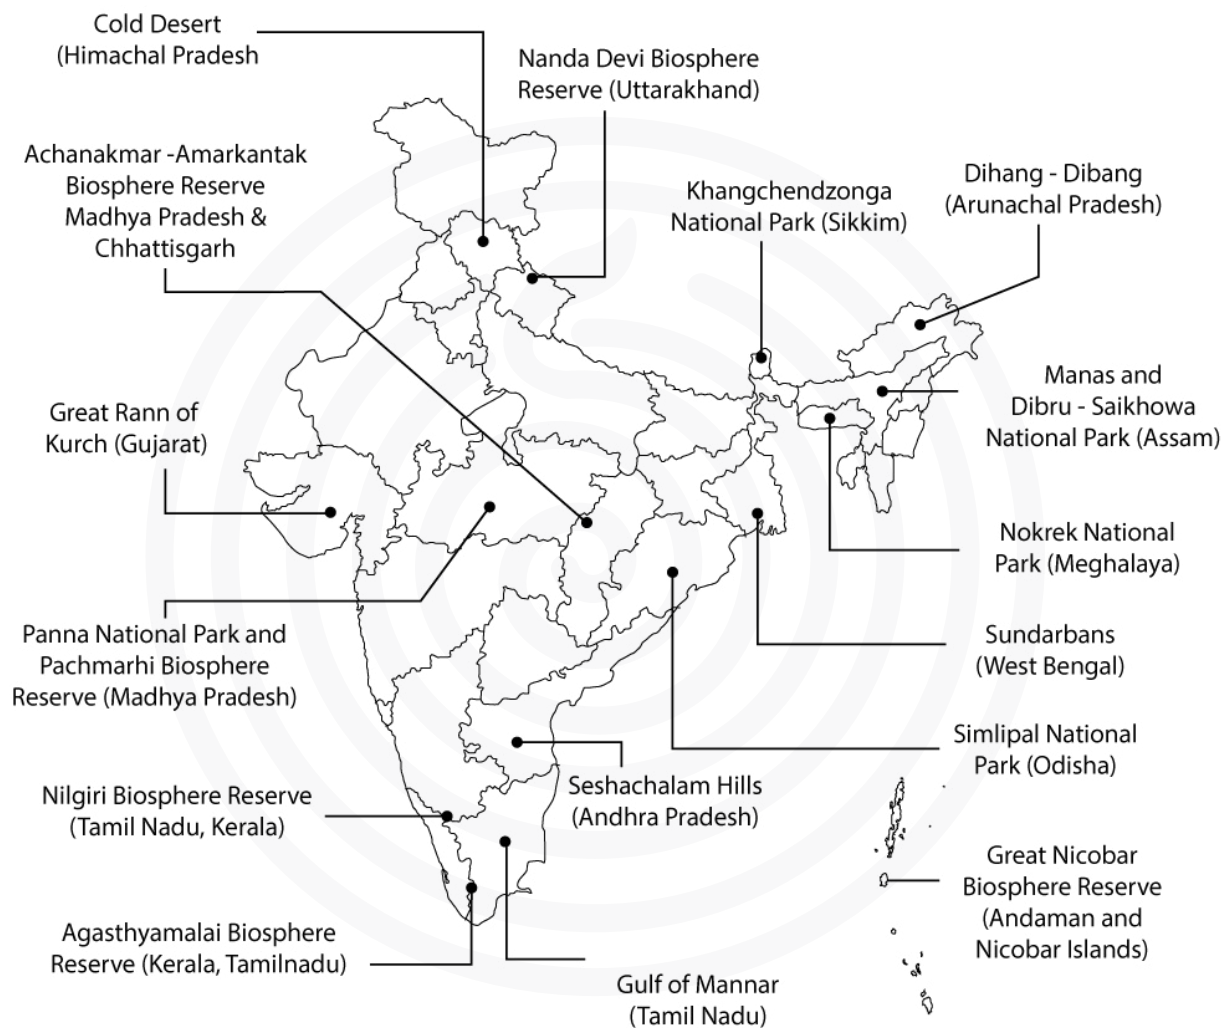 Cold Desert
(Himachal Pradesh
Nanda Devi Biosphere
Reserve (Uttarakhand)
Achanakmar -Amarkantak
Biosphere Reserve
Madhya Pradesh &
Chhattisgarh
Khangchendzonga
National Park (Sikkim)
Dihang - Dibang
(Arunachal Pradesh)
Great Rann of
Kurch (Gujarat)
Manas and
Dibru - Saikhowa
National Park (Assam)
Nokrek National
Park (Meghalaya)
Panna National Park and
Pachmarhi Biosphere
Reserve (Madhya Pradesh)
Sundarbans
(West Bengal)
Simlipal National
Park (Odisha)
Seshachalam Hills
(Andhra Pradesh)
Nilgiri Biosphere Reserve
(Tamil Nadu, Kerala)
Great Nicobar
Biosphere Reserve
(Andaman and
Nicobar Islands)
Agasthyamalai Biosphere
Reserve (Kerala, Tamilnadu)
Gulf of Mannar
(Tamil Nadu)